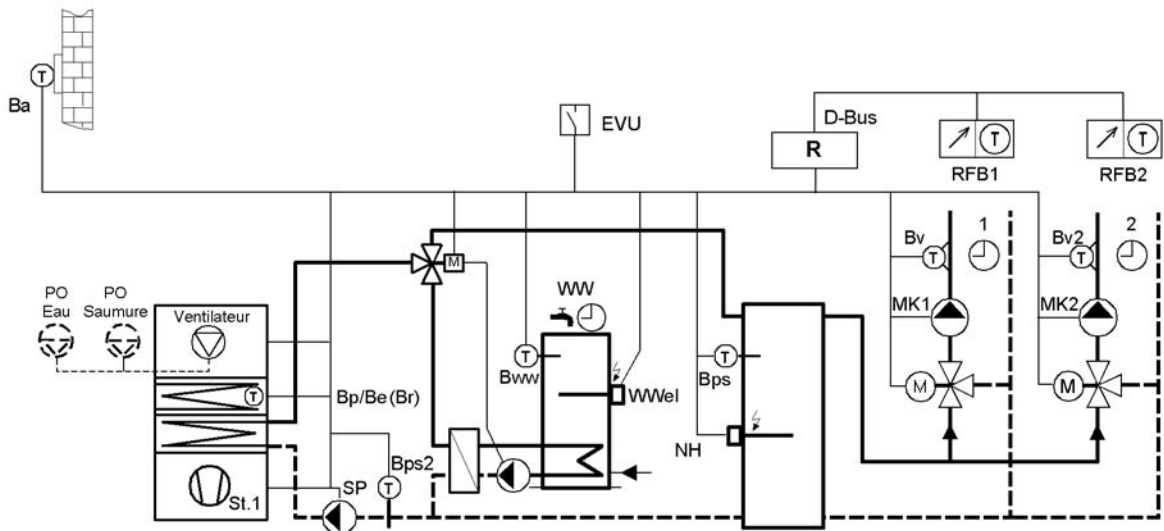 T
Ba
EVU
D-Bus
R
T
RFB1
T
RFB2
PO
Eau
PO
Saumure
Ventilateur
M
WW
T
Bww
WWel
T
Bps
NH
Bv
T
1
MK1
M
Bv2
T
2
MK2
M
T
Bp/Be (Br)
Bps2
T
SP
St.1